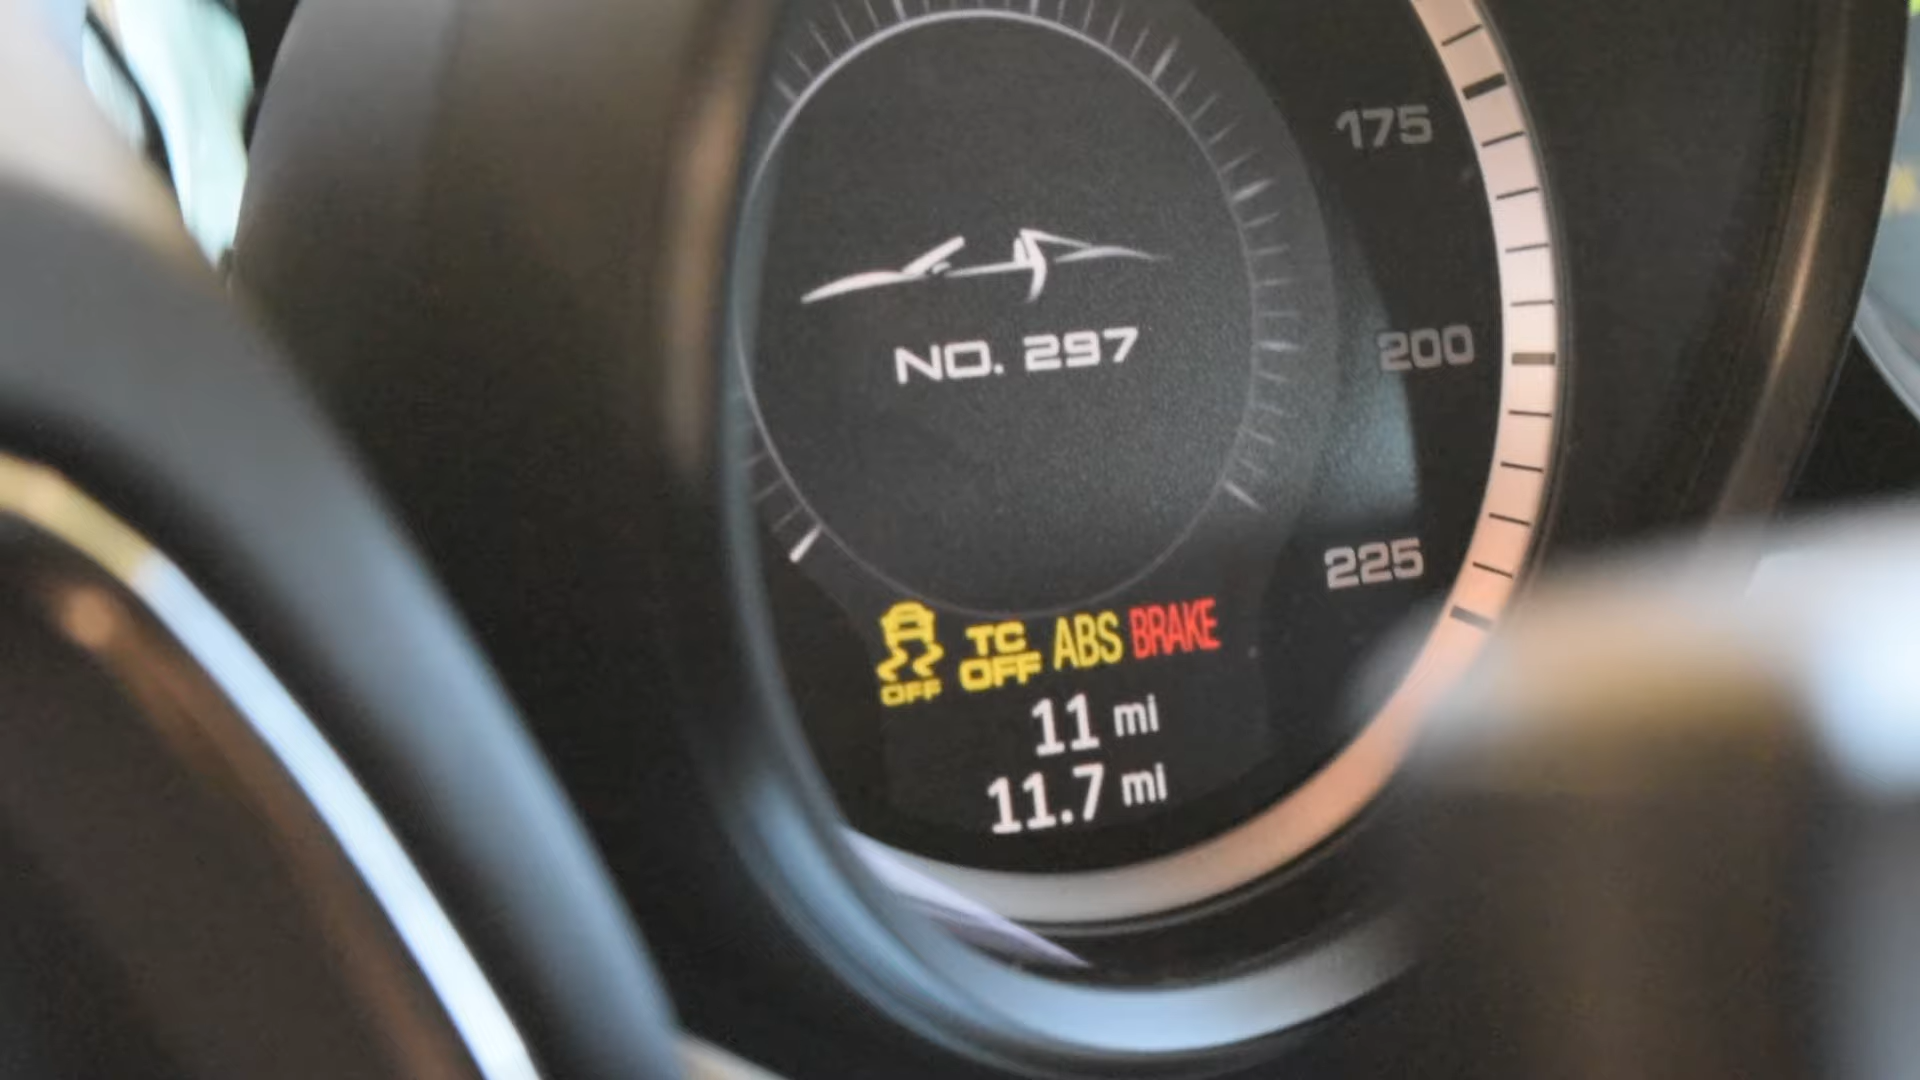 175
NO. 297
200
225
OFF TC OFF ABS BRAKE
11 mi
11.7 mi